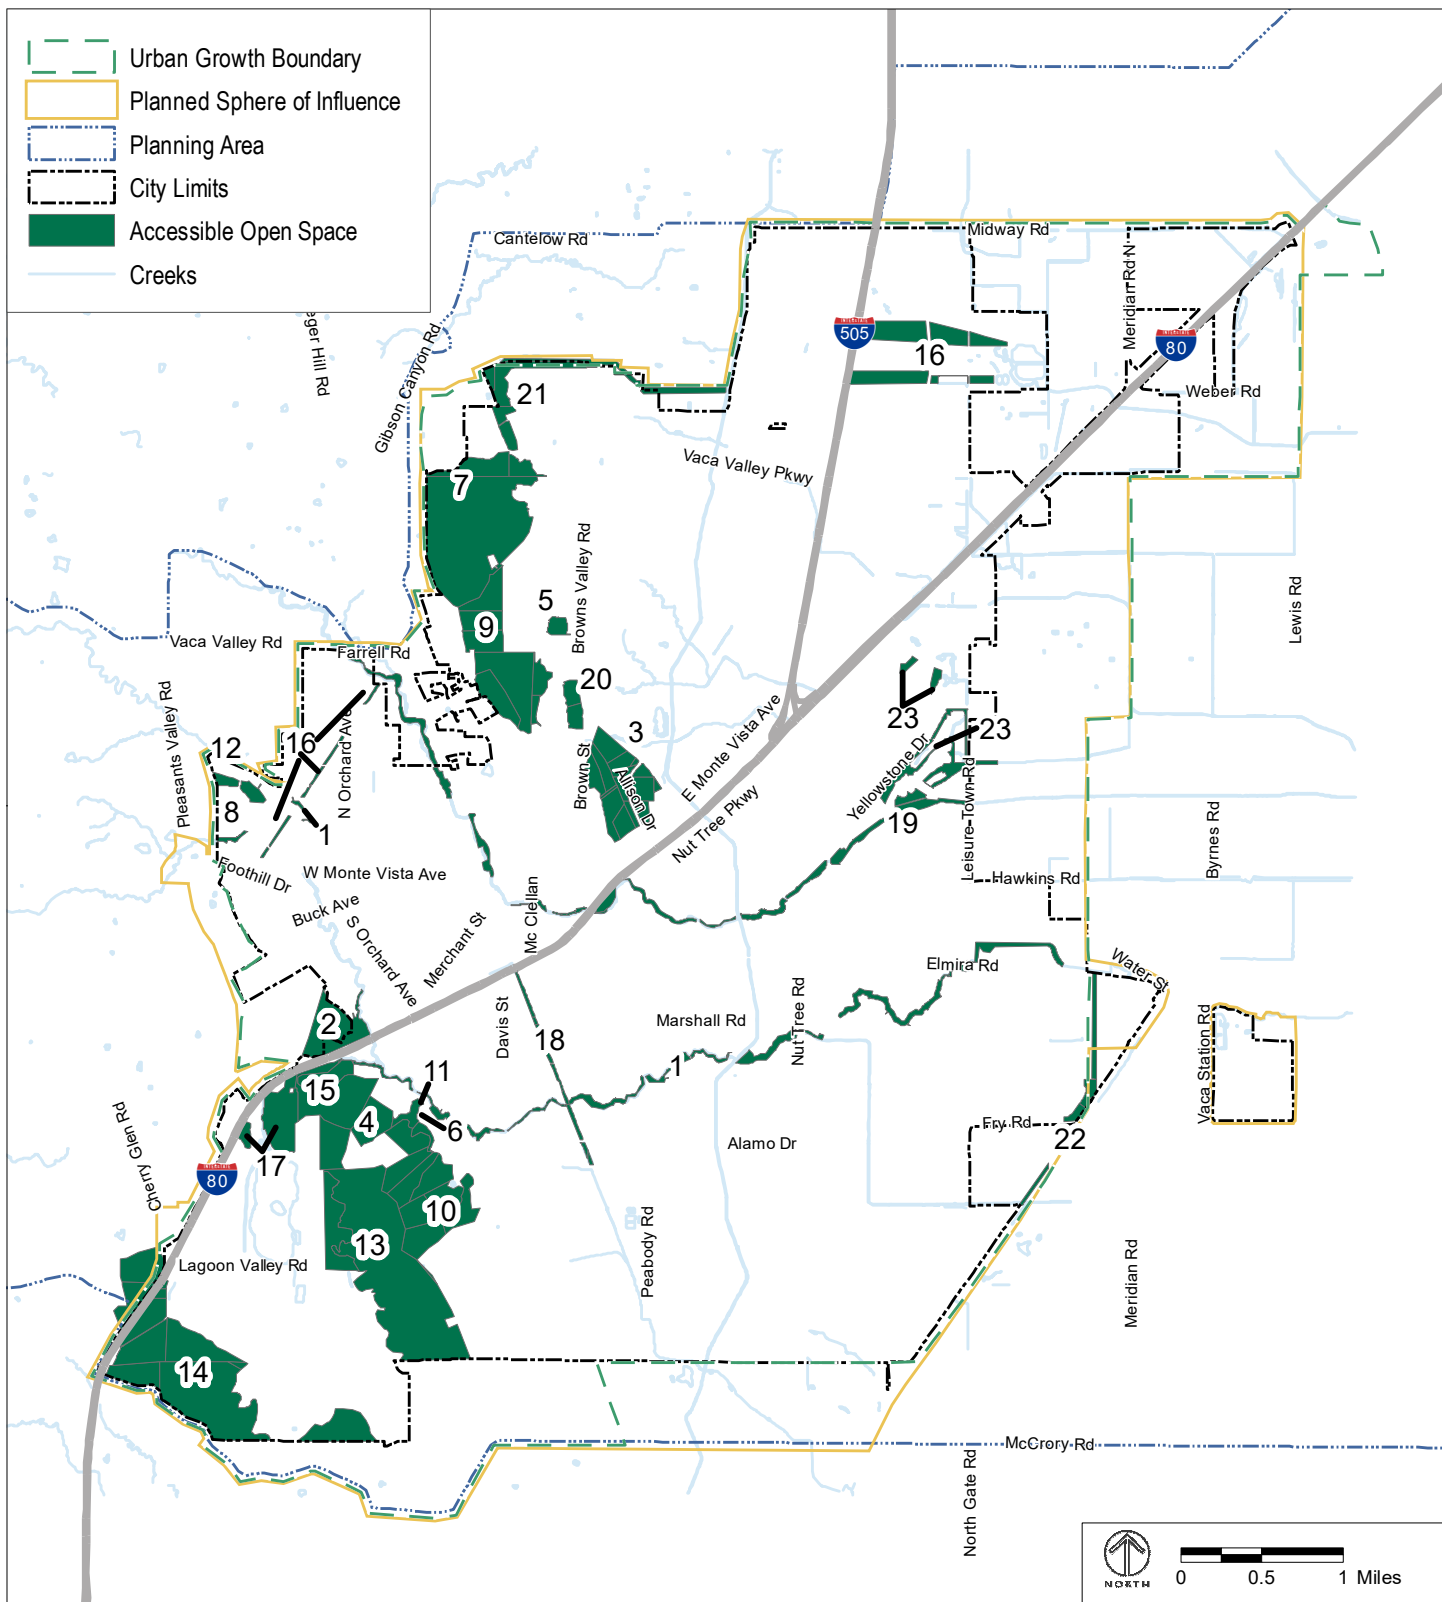 Urban Growth Boundary
Planned Sphere of Influence
Planning Area
City Limits
Accessible Open Space
Creeks
Cantelow Rd
Midway Rd
Meridian Rd N
eger Hill Rd
Gibson Canyon Rd
INTERSTATE
505
16
INTERSTATE
80
Weber Rd
21
7
Vaca Valley Pkwy
Browns Valley Rd
5
9
Lewis Rd
Vaca Valley Rd
Farrell Rd
20
23
Pleasants Valley Rd
12
16
N Orchard Ave
3
E Monte Vista Ave
23
Yellowstone Dr
Brown St
Allison Dr
8
1
Nut Tree Pkwy
19
Leisure Town Rd
Byrnes Rd
Foothill Dr
W Monte Vista Ave
Hawkins Rd
Buck Ave
S Orchard Ave
Merchant St
Mc Clellan
Elmira Rd
Water St
2
Davis St
Marshall Rd
Nut Tree Rd
Vaca Station Rd
18
1
11
15
4
6
Cherry Glen Rd
Alamo Dr
Fry Rd
22
17
INTERSTATE
80
10
13
Peabody Rd
Lagoon Valley Rd
Meridian Rd
14
McCrory Rd
North Gate Rd
NORTH
0 0.5 1 Miles